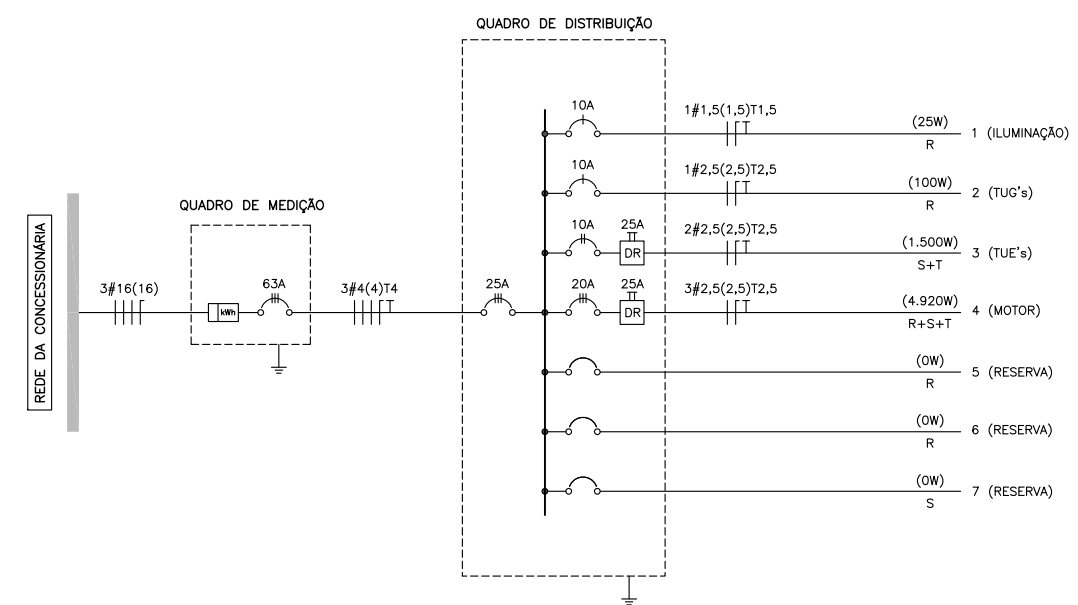 QUADRO DE DISTRIBUIÇÃO
10A
1#1,5(1,5)T1,5
(25W)
R
1 (ILUMINAÇÃO)
10A
1#2,5(2,5)T2,5
(100W)
R
2 (TUG's)
QUADRO DE MEDIÇÃO
10A
25A
DR
2#2,5(2,5)T2,5
(1.500W)
S+T
3 (TUE's)
REDE DA CONCESSIONÁRIA
3#16(16)
kWh
63A
3#4(4)T4
25A
20A
25A
DR
3#2,5(2,5)T2,5
(4.920W)
R+S+T
4 (MOTOR)
(0W)
R
5 (RESERVA)
(0W)
R
6 (RESERVA)
(0W)
S
7 (RESERVA)